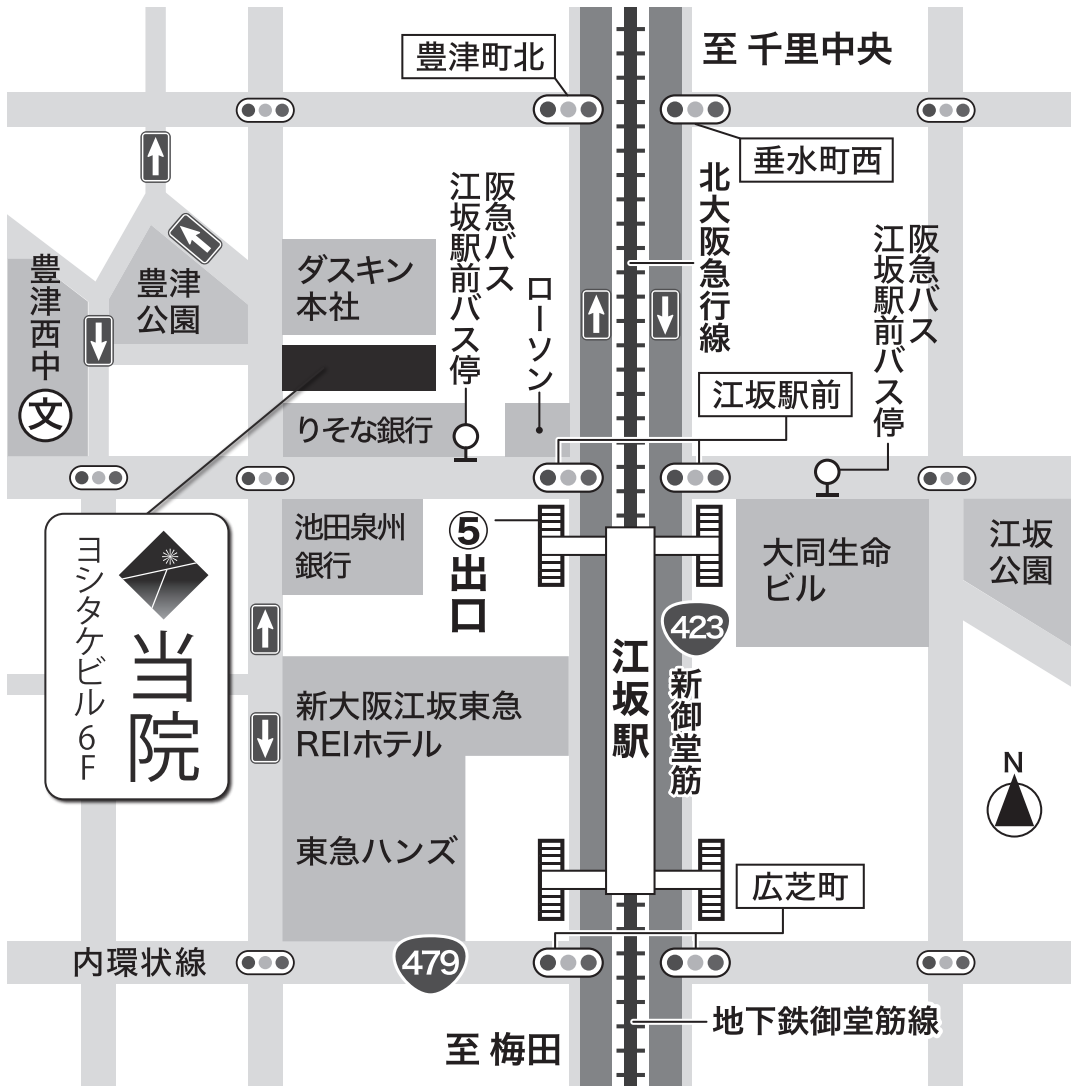 豊津町北
至 千里中央
垂水町西
北大阪急行線
阪急バス
江坂駅前バス停
阪急バス
江坂駅前バス停
豊津西中
文
豊津
公園
ダスキン
本社
ローソン
りそな銀行
江坂駅前
池田泉州
銀行
⑤出口
大同生命
ビル
江坂
公園
ヨシタケビル6F
当院
423
新御堂筋
江坂駅
新大阪江坂東急
REIホテル
N
東急ハンズ
広芝町
内環状線
479
地下鉄御堂筋線
至 梅田